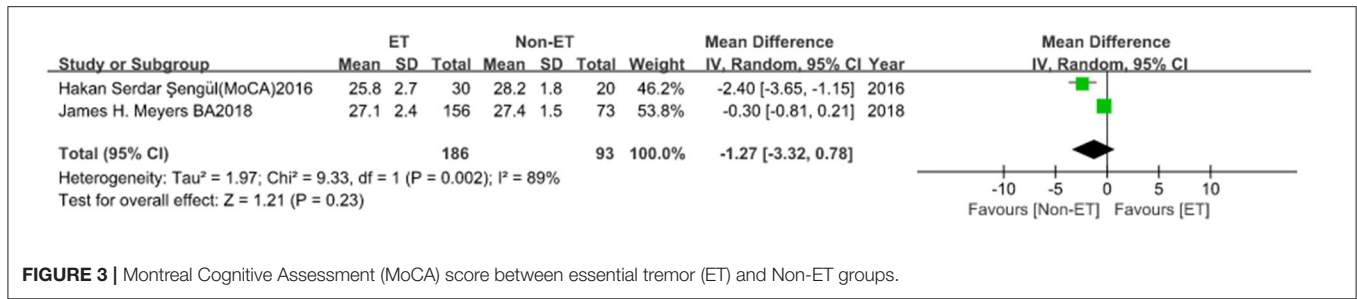 ET Non-ET Mean Difference Mean Difference
Study or Subgroup Mean SD Total Mean SD Total Weight IV, Random, 95% CI Year IV, Random, 95% CI
Hakan Serdar Şengül(MoCA)2016 25.8 2.7 30 28.2 1.8 20 46.2% -2.40 [-3.65, -1.15] 2016
James H. Meyers BA2018 27.1 2.4 156 27.4 1.5 73 53.8% -0.30 [-0.81, 0.21] 2018
Total (95% CI) 186 93 100.0% -1.27 [-3.32, 0.78]
Heterogeneity: Tau² = 1.97; Chi² = 9.33, df = 1 (P = 0.002); I² = 89%
Test for overall effect: Z = 1.21 (P = 0.23)
-10 -5 0 5 10
Favours [Non-ET] Favours [ET]
FIGURE 3 | Montreal Cognitive Assessment (MoCA) score between essential tremor (ET) and Non-ET groups.